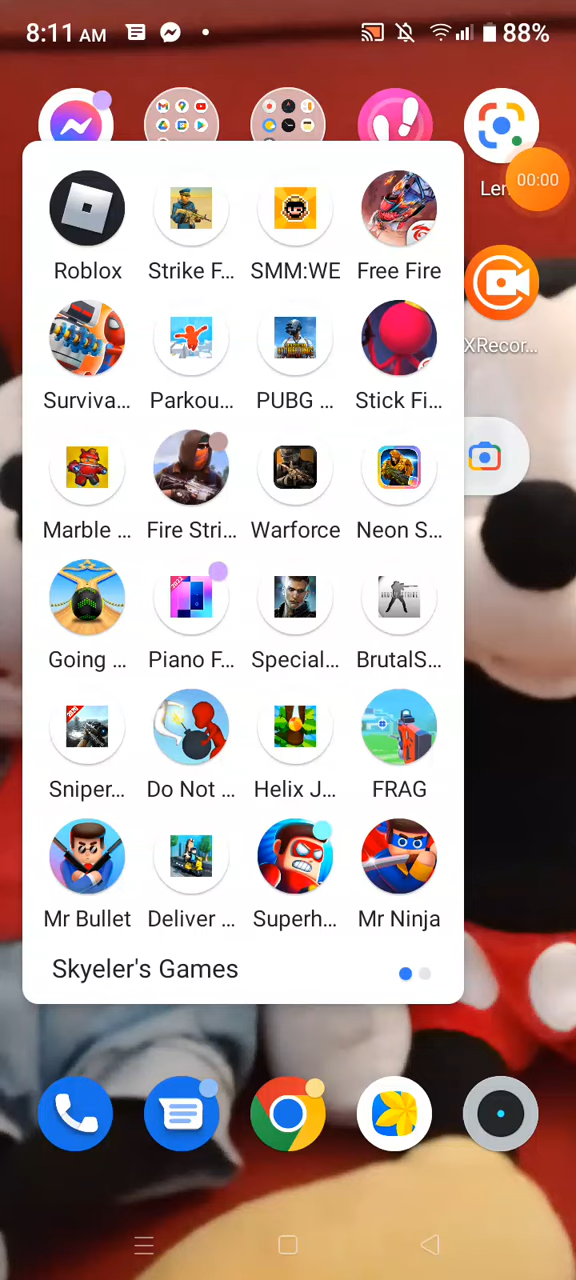 8:11 AM 88%
00:00
Roblox Strike F... SMM:WE Free Fire
XRecor...
Surviva... Parkou... PUBG ... Stick Fi...
Marble ... Fire Stri... Warforce Neon S...
Going ... Piano F... Special... BrutalS...
Sniper... Do Not ... Helix J... FRAG
Mr Bullet Deliver ... Superh... Mr Ninja
Skyeler's Games